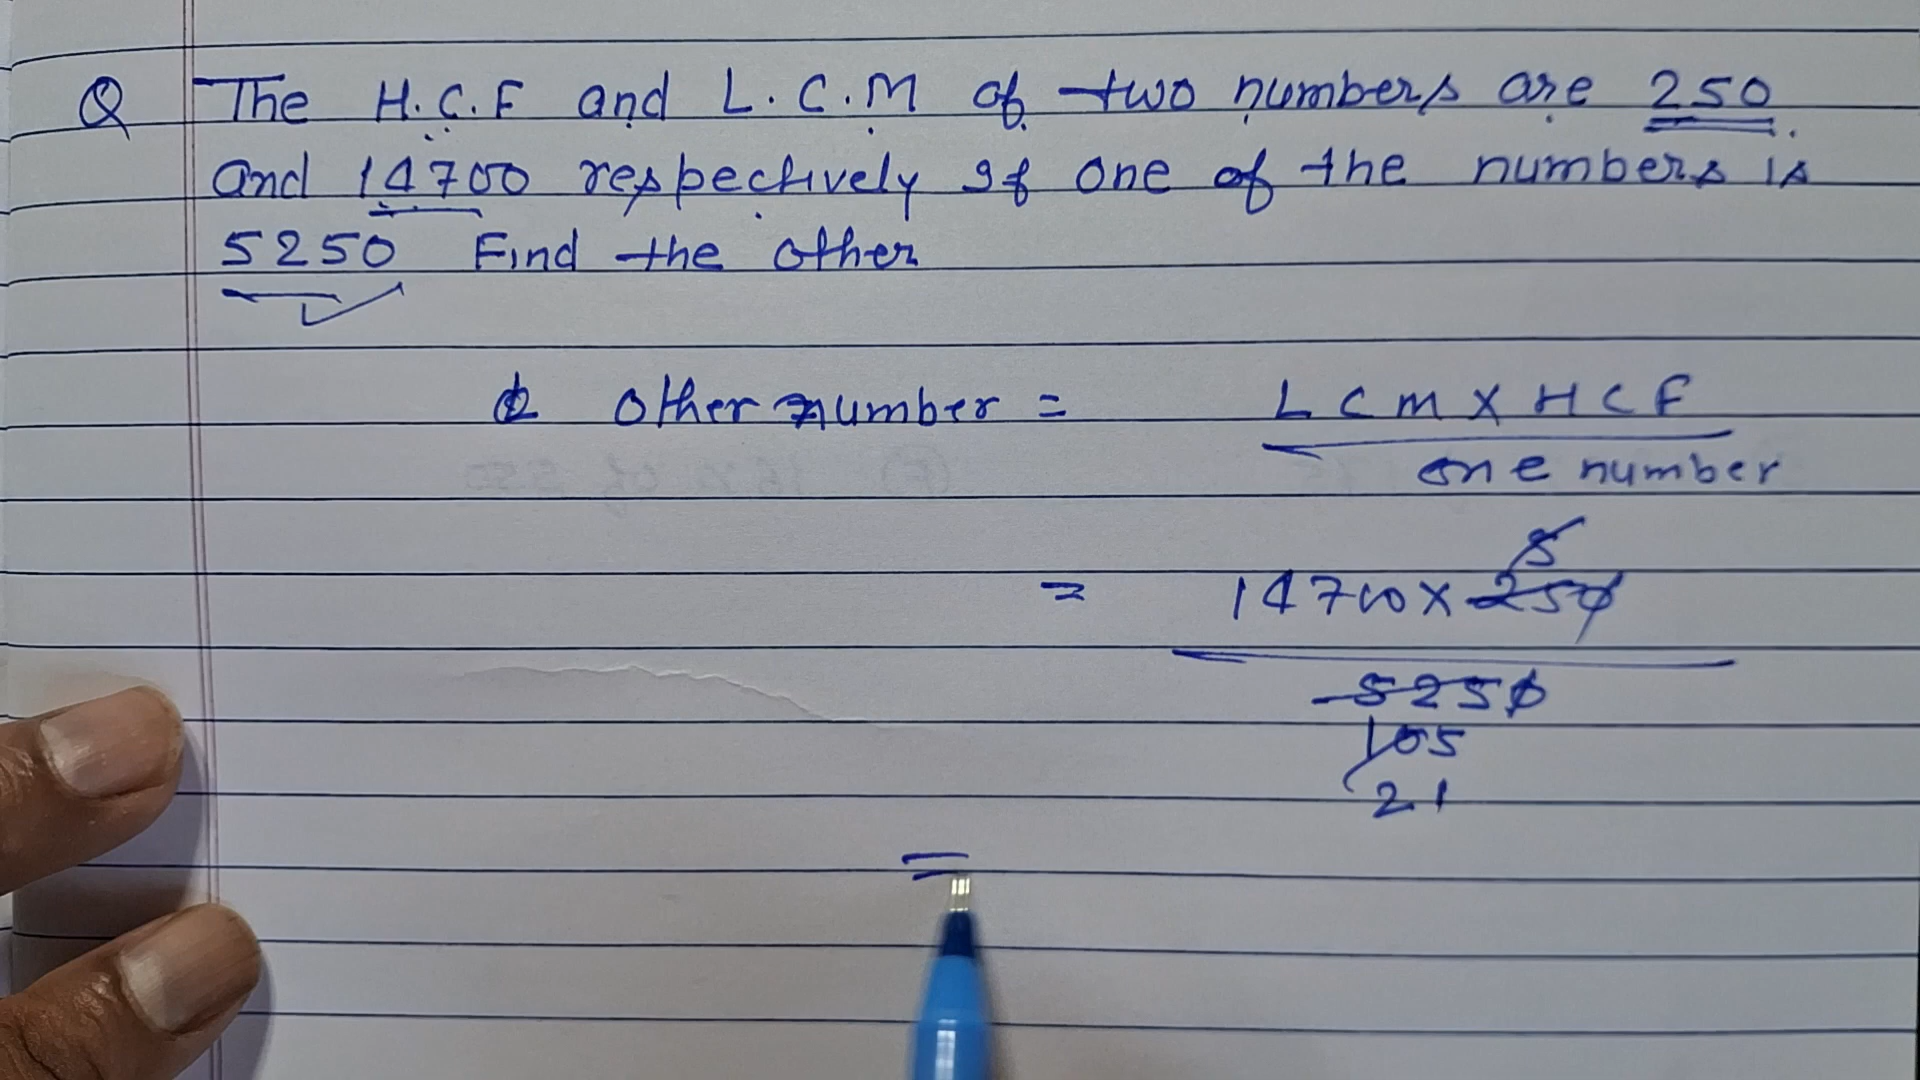 Q The H.C.F and L.C.M of two numbers are 250
and 14700 respectively If one of the numbers is
5250 Find the other
Other number = LCM X HCF
one number
5
= 14700 x 250
5250
105
21
=